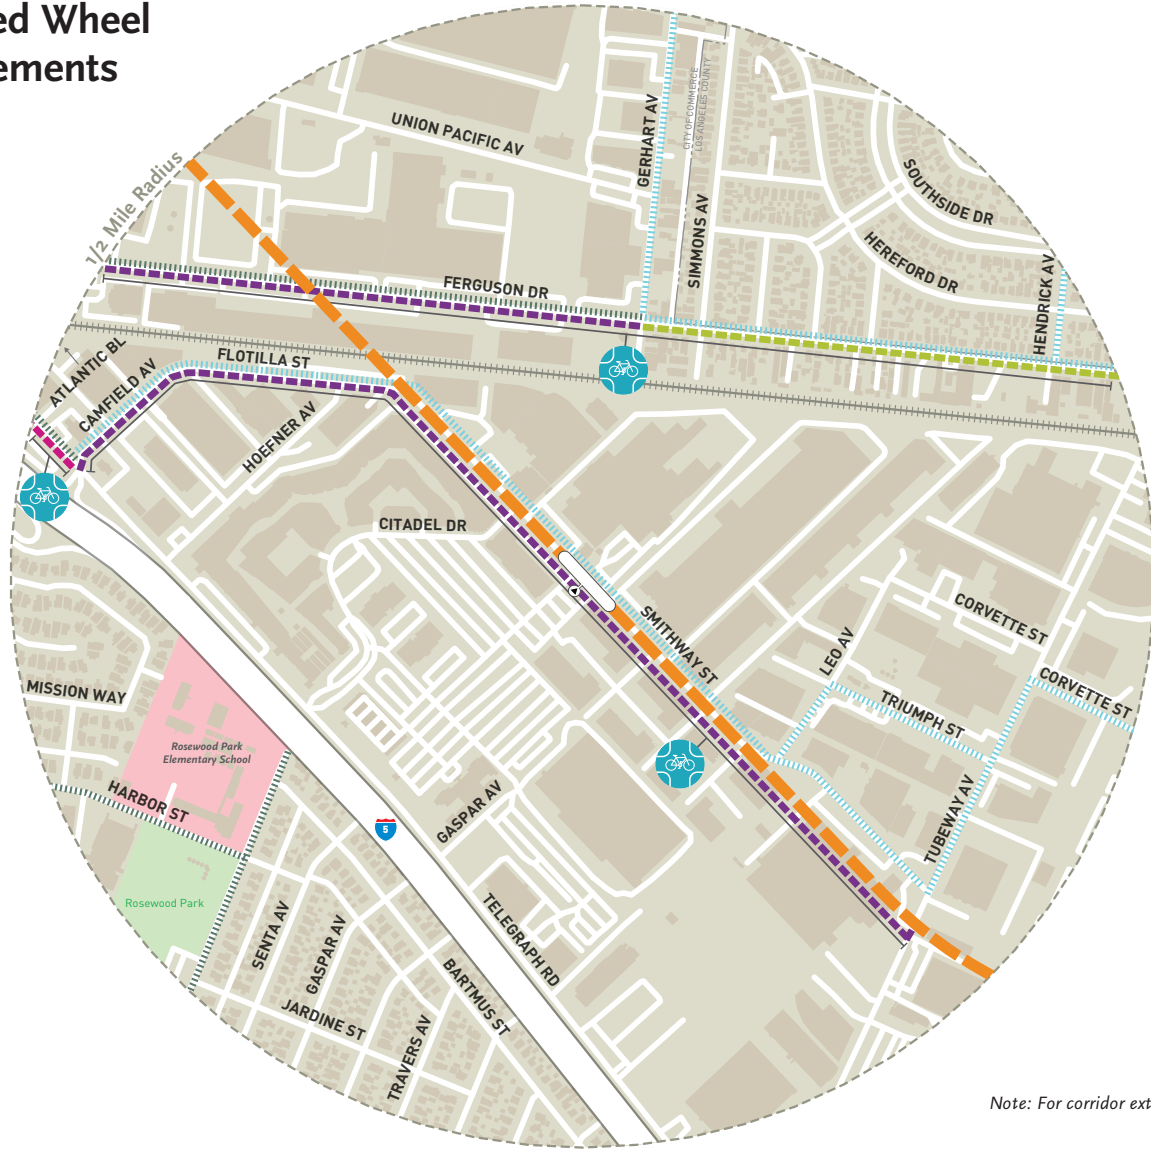 ed Wheel
ements
1/2 Mile Radius
UNION PACIFIC AV
GERHART AV
CITY OF COMMERCE
LOS ANGELES COUNTY
SIMMONS AV
SOUTHSIDE DR
HEREFORD DR
HENDRICK AV
FERGUSON DR
ATLANTIC BL
CAMFIELD AV
FLOTILLA ST
HOEFNER AV
CITADEL DR
SMITHWAY ST
LEO AV
CORVETTE ST
CORVETTE ST
TRIUMPH ST
TUBEWAY AV
MISSION WAY
Rosewood Park
Elementary School
HARBOR ST
5
GASPAR AV
Rosewood Park
SENTA AV
GASPAR AV
JARDINE ST
TRAVERS AV
BARTMUS ST
TELEGRAPH RD
Note: For corridor ext